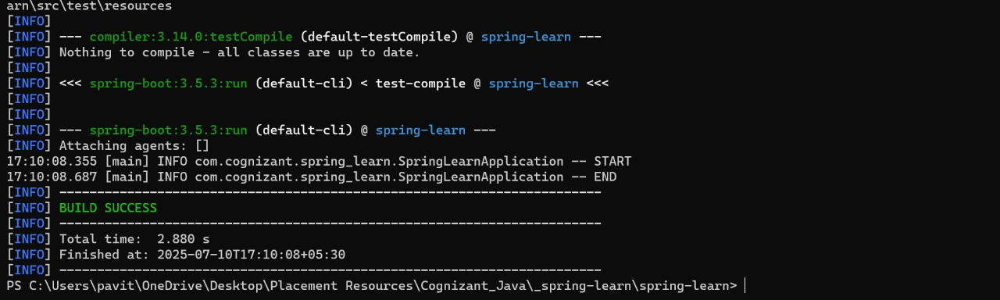 arn\src\test\resources
[INFO]
[INFO] --- compiler:3.14.0:testCompile (default-testCompile) @ spring-learn ---
[INFO] Nothing to compile - all classes are up to date.
[INFO]
[INFO] <<< spring-boot:3.5.3:run (default-cli) < test-compile @ spring-learn <<<
[INFO]
[INFO]
[INFO] --- spring-boot:3.5.3:run (default-cli) @ spring-learn ---
[INFO] Attaching agents: []
17:10:08.355 [main] INFO com.cognizant.spring_learn.SpringLearnApplication -- START
17:10:08.687 [main] INFO com.cognizant.spring_learn.SpringLearnApplication -- END
[INFO] ------------------------------------------------------------------------
[INFO] BUILD SUCCESS
[INFO] ------------------------------------------------------------------------
[INFO] Total time:  2.880 s
[INFO] Finished at: 2025-07-10T17:10:08+05:30
[INFO] ------------------------------------------------------------------------
PS C:\Users\pavit\OneDrive\Desktop\Placement Resources\Cognizant_Java\_spring-learn\spring-learn>